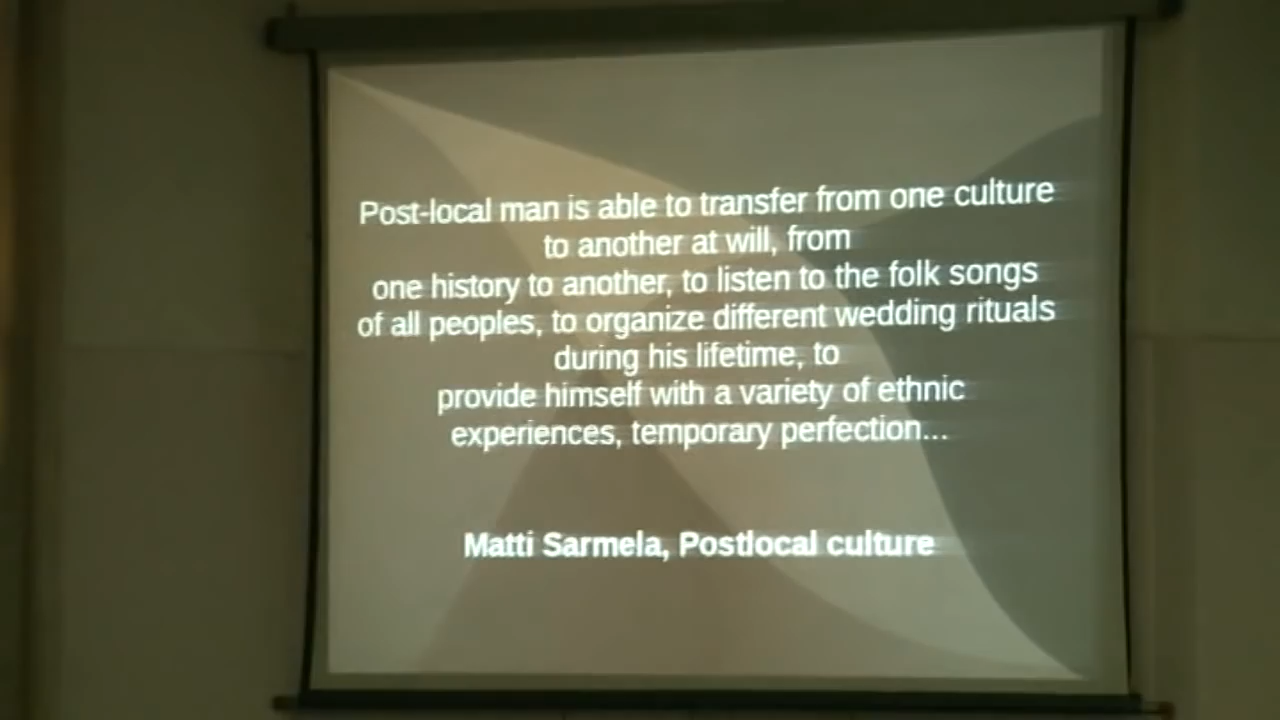 Post-local man is able to transfer from one culture
to another at will, from
one history to another, to listen to the folk songs
of all peoples, to organize different wedding rituals
during his lifetime, to
provide himself with a variety of ethnic
experiences, temporary perfection...
Matti Sarmela, Postlocal culture